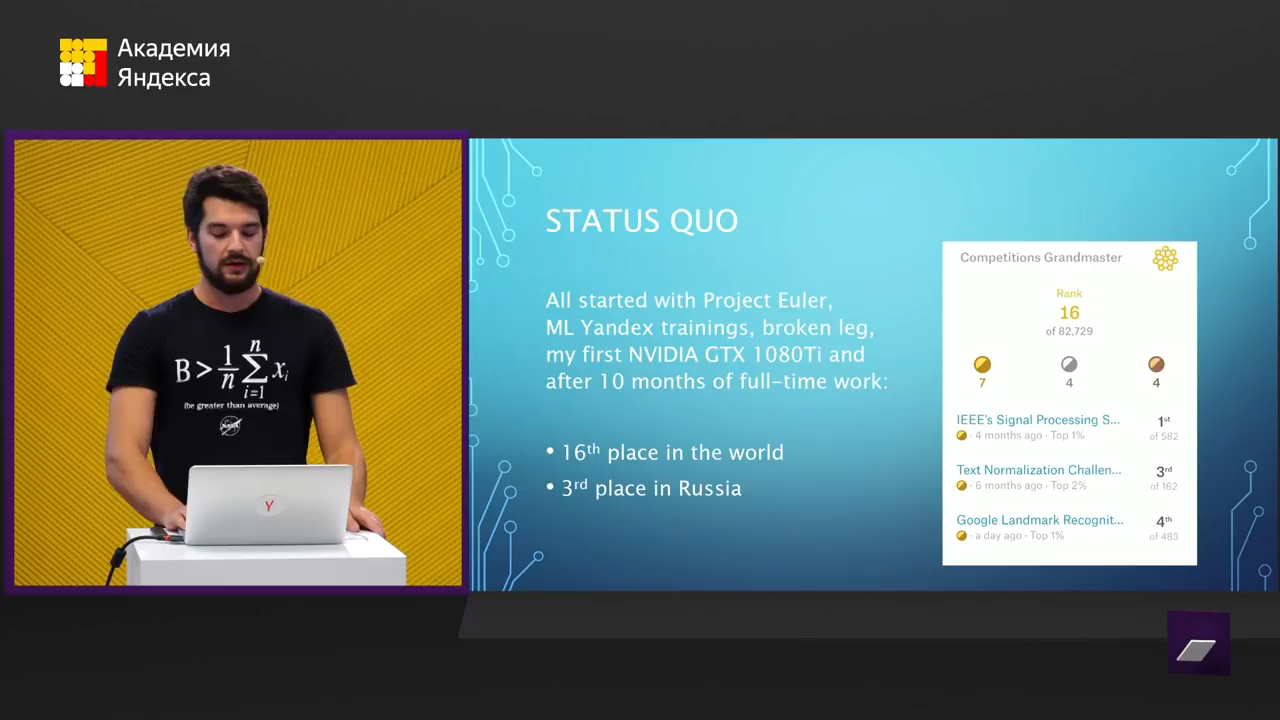 Академия
Яндекса
B > 1/n n∑i=1 xi
(be greater than average)
NASA
Y
STATUS QUO
All started with Project Euler,
ML Yandex trainings, broken leg,
my first NVIDIA GTX 1080Ti and
after 10 months of full-time work:
• 16th place in the world
• 3rd place in Russia
Competitions Grandmaster
Rank
16
of 82,729
7 4 4
IEEE's Signal Processing S... 1st
4 months ago · Top 1% of 582
Text Normalization Challen... 3rd
6 months ago · Top 2% of 162
Google Landmark Recognit... 4th
a day ago · Top 1% of 483